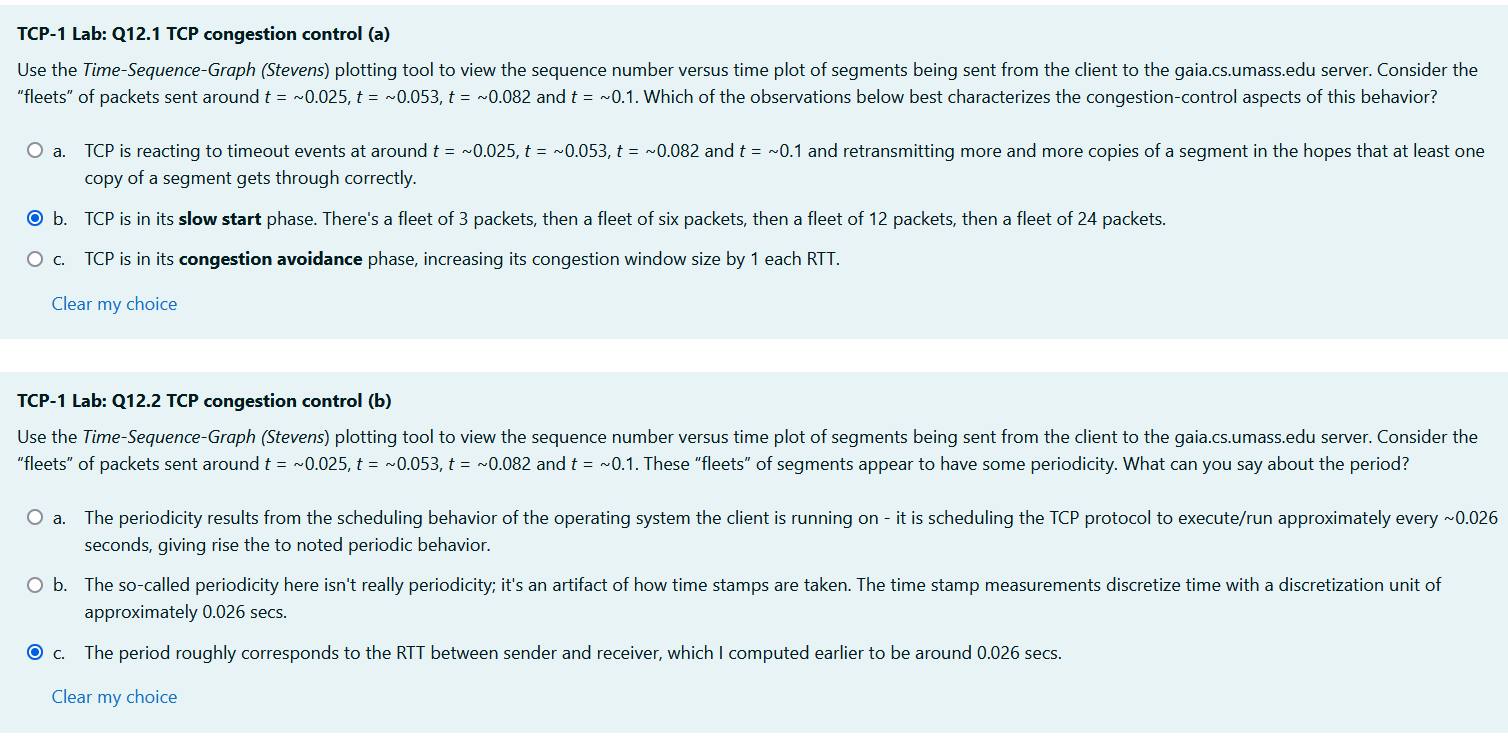 TCP-1 Lab: Q12.1 TCP congestion control (a)
Use the Time-Sequence-Graph (Stevens) plotting tool to view the sequence number versus time plot of segments being sent from the client to the gaia.cs.umass.edu server. Consider the
"fleets" of packets sent around t = ~0.025, t = ~0.053, t = ~0.082 and t = ~0.1. Which of the observations below best characterizes the congestion-control aspects of this behavior?
a. TCP is reacting to timeout events at around t = ~0.025, t = ~0.053, t = ~0.082 and t = ~0.1 and retransmitting more and more copies of a segment in the hopes that at least one
copy of a segment gets through correctly.
b. TCP is in its slow start phase. There's a fleet of 3 packets, then a fleet of six packets, then a fleet of 12 packets, then a fleet of 24 packets.
c. TCP is in its congestion avoidance phase, increasing its congestion window size by 1 each RTT.
Clear my choice
TCP-1 Lab: Q12.2 TCP congestion control (b)
Use the Time-Sequence-Graph (Stevens) plotting tool to view the sequence number versus time plot of segments being sent from the client to the gaia.cs.umass.edu server. Consider the
"fleets" of packets sent around t = ~0.025, t = ~0.053, t = ~0.082 and t = ~0.1. These "fleets" of segments appear to have some periodicity. What can you say about the period?
a. The periodicity results from the scheduling behavior of the operating system the client is running on - it is scheduling the TCP protocol to execute/run approximately every ~0.026
seconds, giving rise the to noted periodic behavior.
b. The so-called periodicity here isn't really periodicity; it's an artifact of how time stamps are taken. The time stamp measurements discretize time with a discretization unit of
approximately 0.026 secs.
c. The period roughly corresponds to the RTT between sender and receiver, which I computed earlier to be around 0.026 secs.
Clear my choice